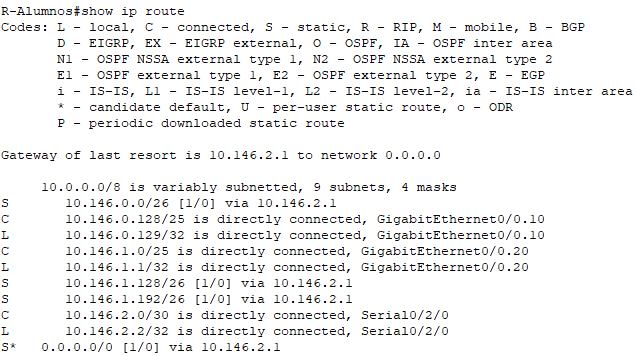 R-Alumnos#show ip route
Codes: L - local, C - connected, S - static, R - RIP, M - mobile, B - BGP
       D - EIGRP, EX - EIGRP external, O - OSPF, IA - OSPF inter area
       N1 - OSPF NSSA external type 1, N2 - OSPF NSSA external type 2
       E1 - OSPF external type 1, E2 - OSPF external type 2, E - EGP
       i - IS-IS, L1 - IS-IS level-1, L2 - IS-IS level-2, ia - IS-IS inter area
       * - candidate default, U - per-user static route, o - ODR
       P - periodic downloaded static route

Gateway of last resort is 10.146.2.1 to network 0.0.0.0

     10.0.0.0/8 is variably subnetted, 9 subnets, 4 masks
S       10.146.0.0/26 [1/0] via 10.146.2.1
C       10.146.0.128/25 is directly connected, GigabitEthernet0/0.10
L       10.146.0.129/32 is directly connected, GigabitEthernet0/0.10
C       10.146.1.0/25 is directly connected, GigabitEthernet0/0.20
L       10.146.1.1/32 is directly connected, GigabitEthernet0/0.20
S       10.146.1.128/26 [1/0] via 10.146.2.1
S       10.146.1.192/26 [1/0] via 10.146.2.1
C       10.146.2.0/30 is directly connected, Serial0/2/0
L       10.146.2.2/32 is directly connected, Serial0/2/0
S*   0.0.0.0/0 [1/0] via 10.146.2.1